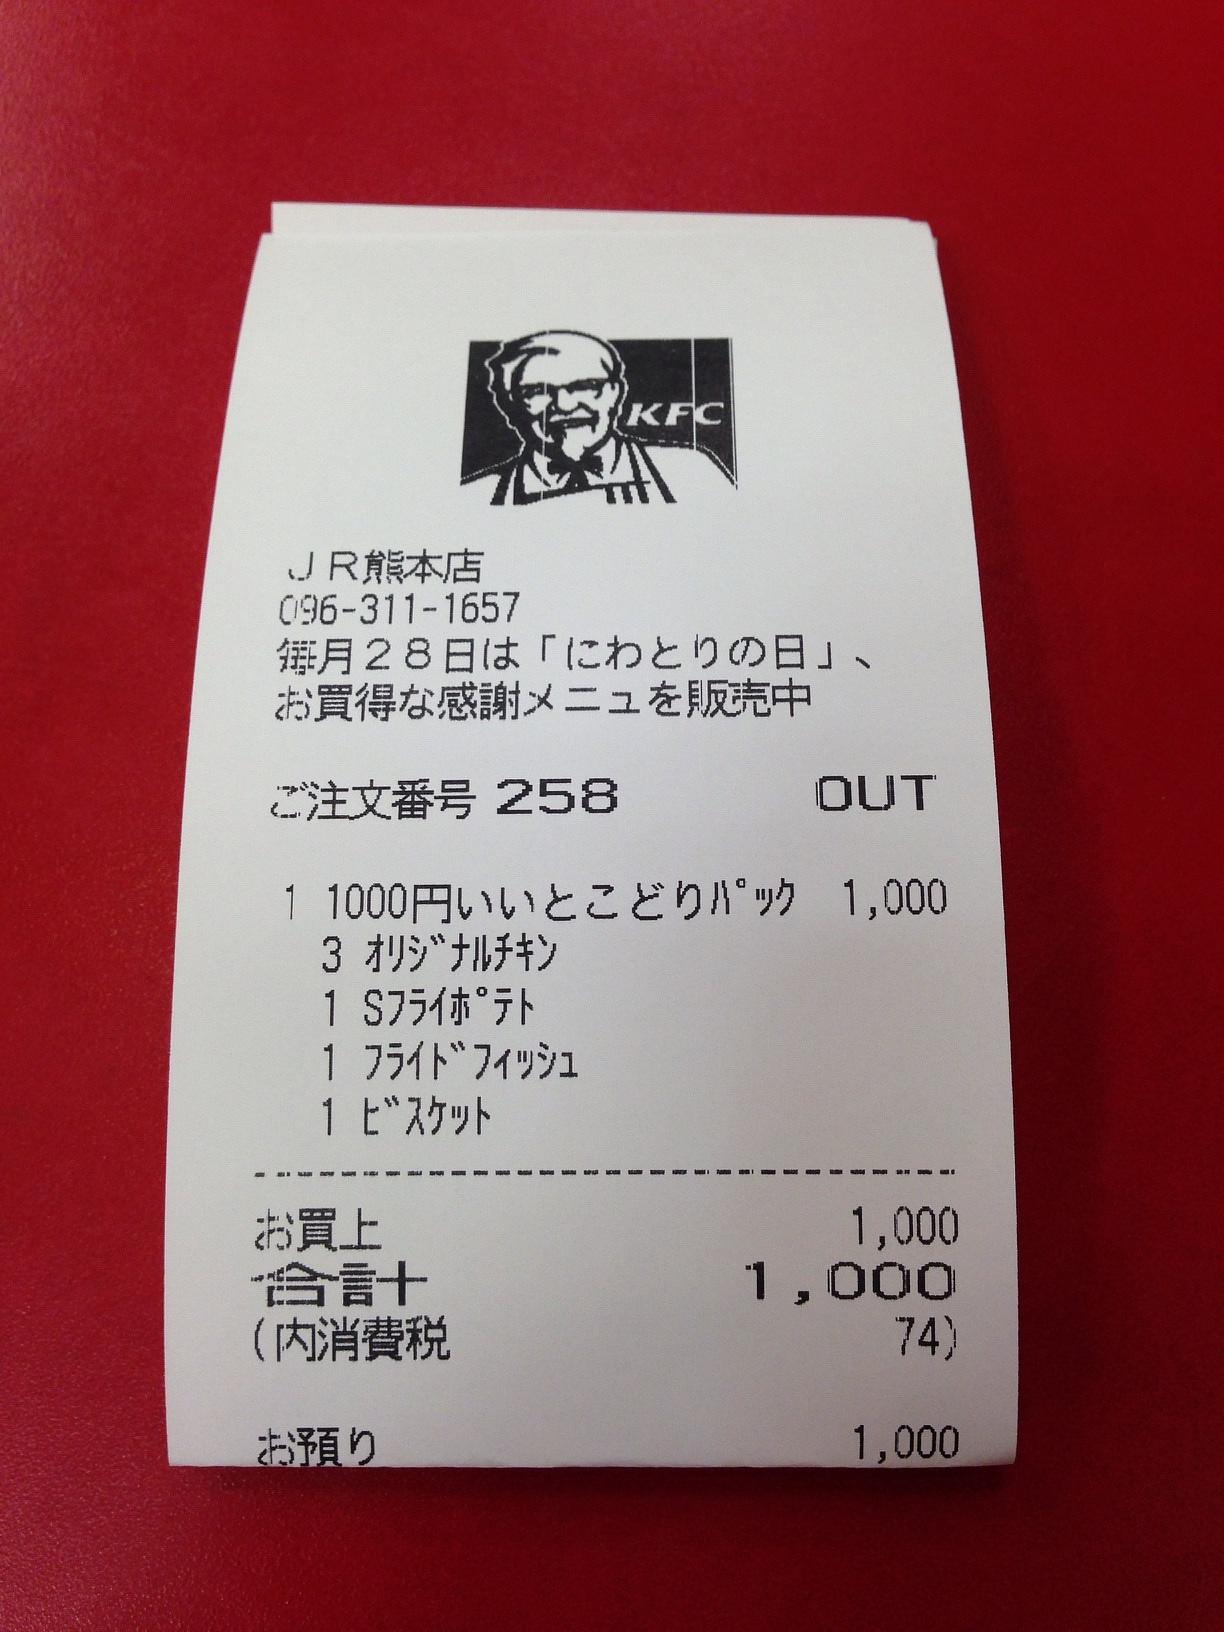 KFC
ＪＲ熊本店
096-311-1657
毎月２８日は「にわとりの日」、
お買得な感謝メニュを販売中
ご注文番号 258 OUT
1 1000円いいとこどりﾊﾟｯｸ 1,000
3 ｵﾘｼﾞﾅﾙﾁｷﾝ
1 Sﾌﾗｲﾎﾟﾃﾄ
1 ﾌﾗｲﾄﾞﾌｨｯｼｭ
1 ﾋﾞｽｹｯﾄ
お買上 1,000
合計 1,000
(内消費税 74)
お預り 1,000